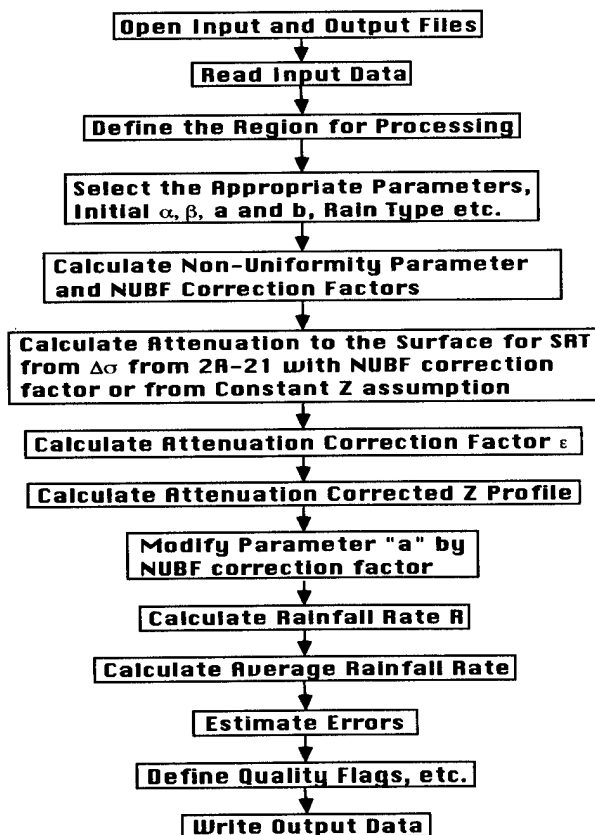 Open Input and Output Files
Read Input Data
Define the Region for Processing
Select the Appropriate Parameters,
Initial α, β, a and b, Rain Type etc.
Calculate Non-Uniformity Parameter
and NUBF Correction Factors
Calculate Attenuation to the Surface for SRT
from Δσ from 2A-21 with NUBF correction
factor or from Constant Z assumption
Calculate Attenuation Correction Factor ε
Calculate Attenuation Corrected Z Profile
Modify Parameter "a" by
NUBF correction factor
Calculate Rainfall Rate R
Calculate Average Rainfall Rate
Estimate Errors
Define Quality Flags, etc.
Write Output Data